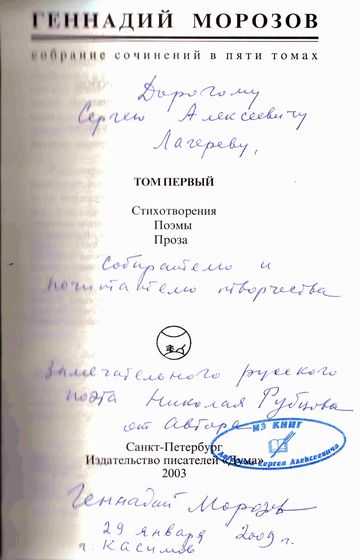 ГЕННАДИЙ МОРОЗОВ
собрание сочинений в пяти томах
Дорогому
Сергею Алексеевичу
Лагереву,
ТОМ ПЕРВЫЙ
Стихотворения
Поэмы
Проза
собирателю и
почитателю творчества
замечательного русского
поэта Николая Рубцова
от автора
ИЗ КНИГ
Сергея Алексеевича
Санкт-Петербург
Издательство писателей «Дума»
2003
Геннадий Морозов
29 января 2009 г.
г. Касимов